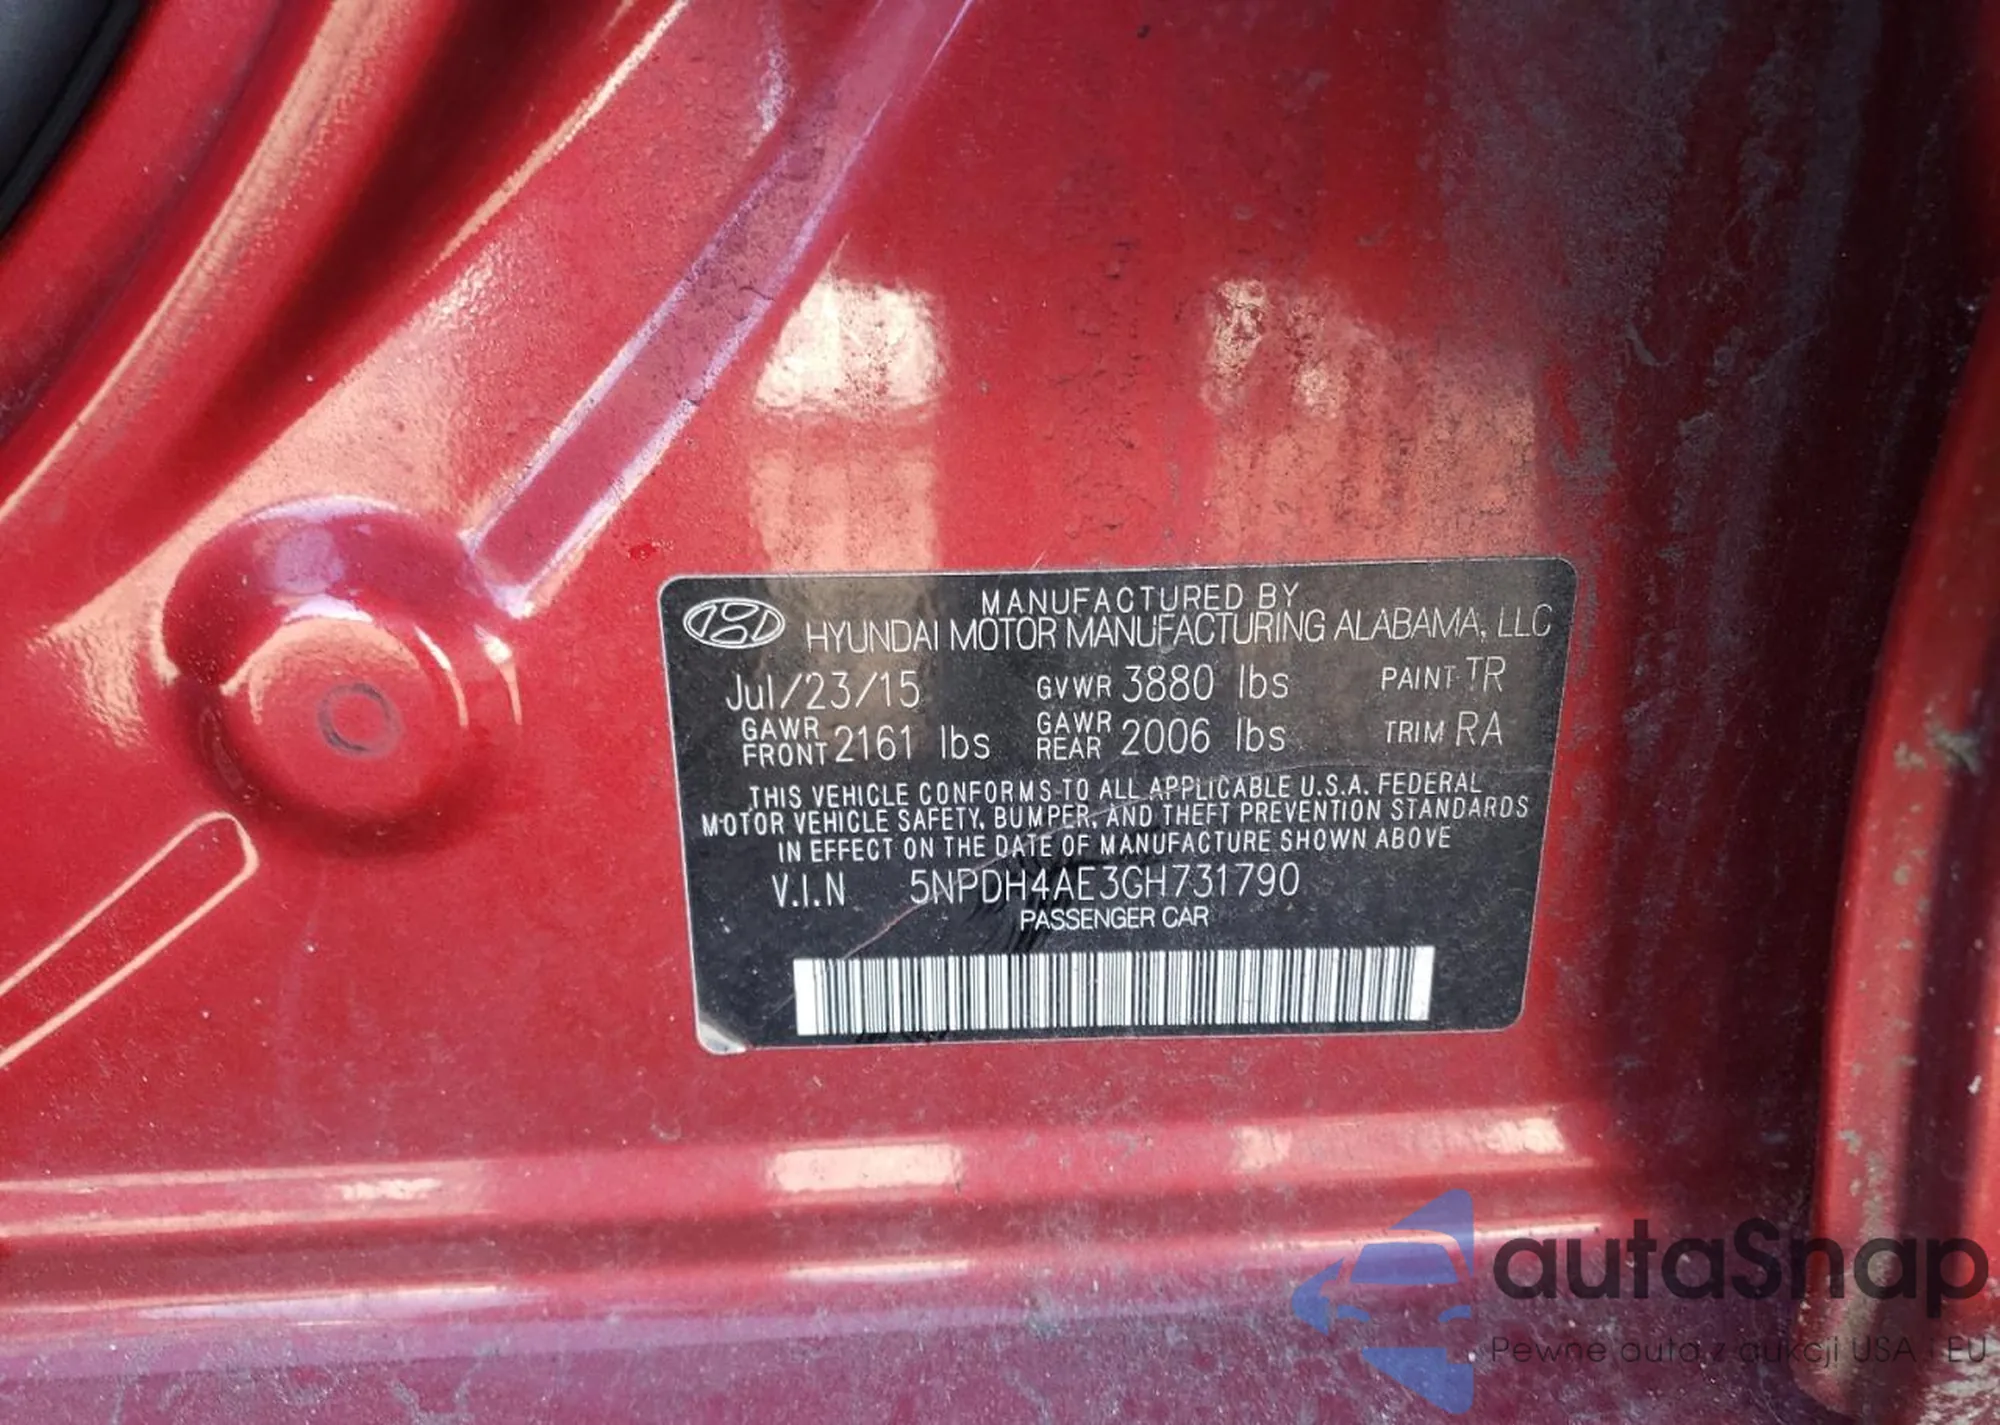 MANUFACTURED BY
HYUNDAI MOTOR MANUFACTURING ALABAMA, LLC
Jul/23/15 GVWR 3880 lbs PAINT TR
GAWR FRONT 2161 lbs GAWR REAR 2006 lbs TRIM RA
THIS VEHICLE CONFORMS TO ALL APPLICABLE U.S.A. FEDERAL
MOTOR VEHICLE SAFETY, BUMPER, AND THEFT PREVENTION STANDARDS
IN EFFECT ON THE DATE OF MANUFACTURE SHOWN ABOVE
V.I.N 5NPDH4AE3GH731790
PASSENGER CAR
autaSnap
Pewne auta z aukcji USA i EU